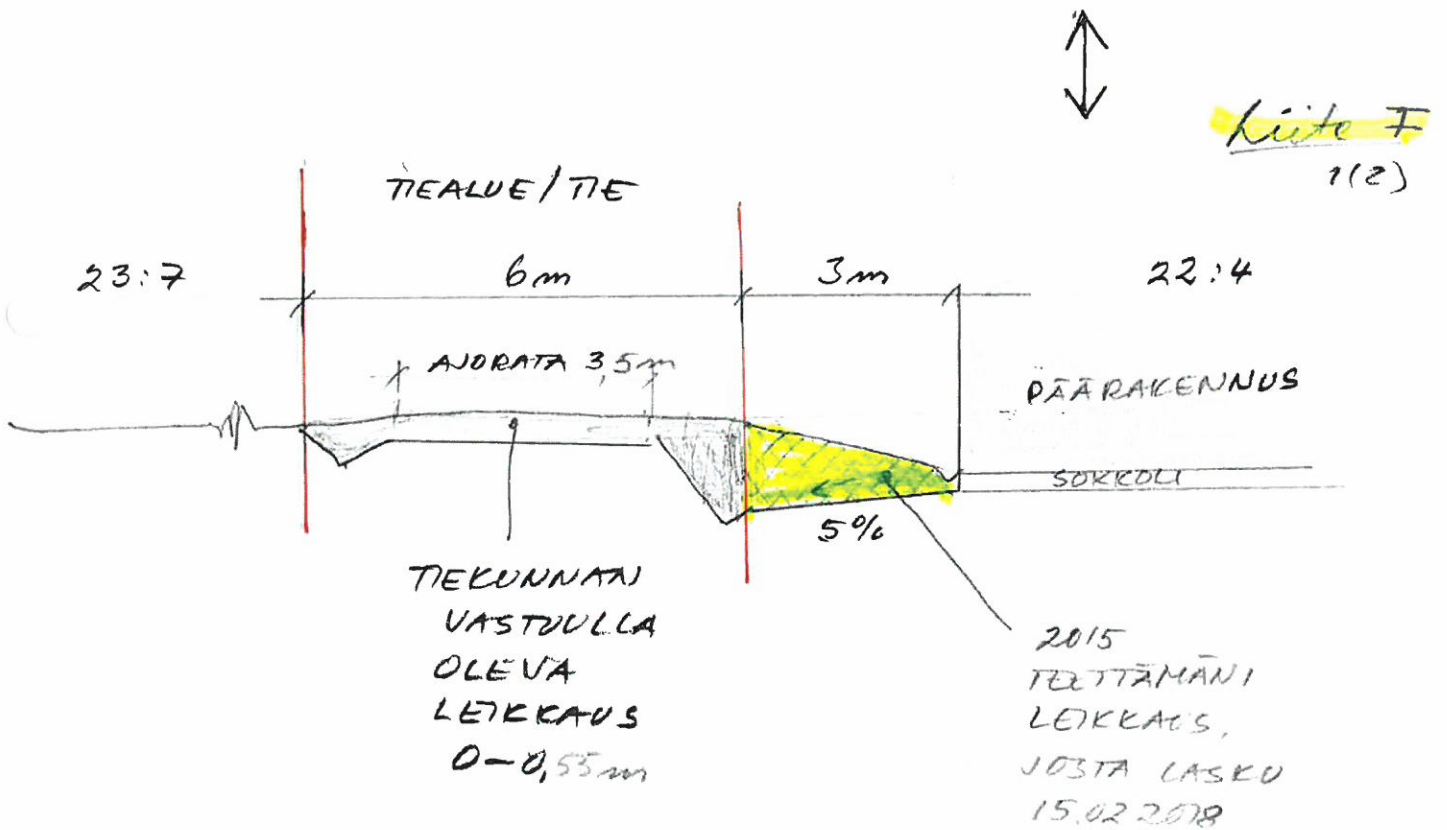 Liite I
1(2)
TIEALUE/TIE
23:7
6m
3m
22:4
AJORATA 3,5m
PÄÄRAKENNUS
SOKKOLI
5%
TIEKUNNAN
VASTUULLA
OLEVA
LEIKKAUS
0-0,55m
2015
TEETTÄMÄNI
LEIKKAUS,
JOSTA LASKU
15.02 2018